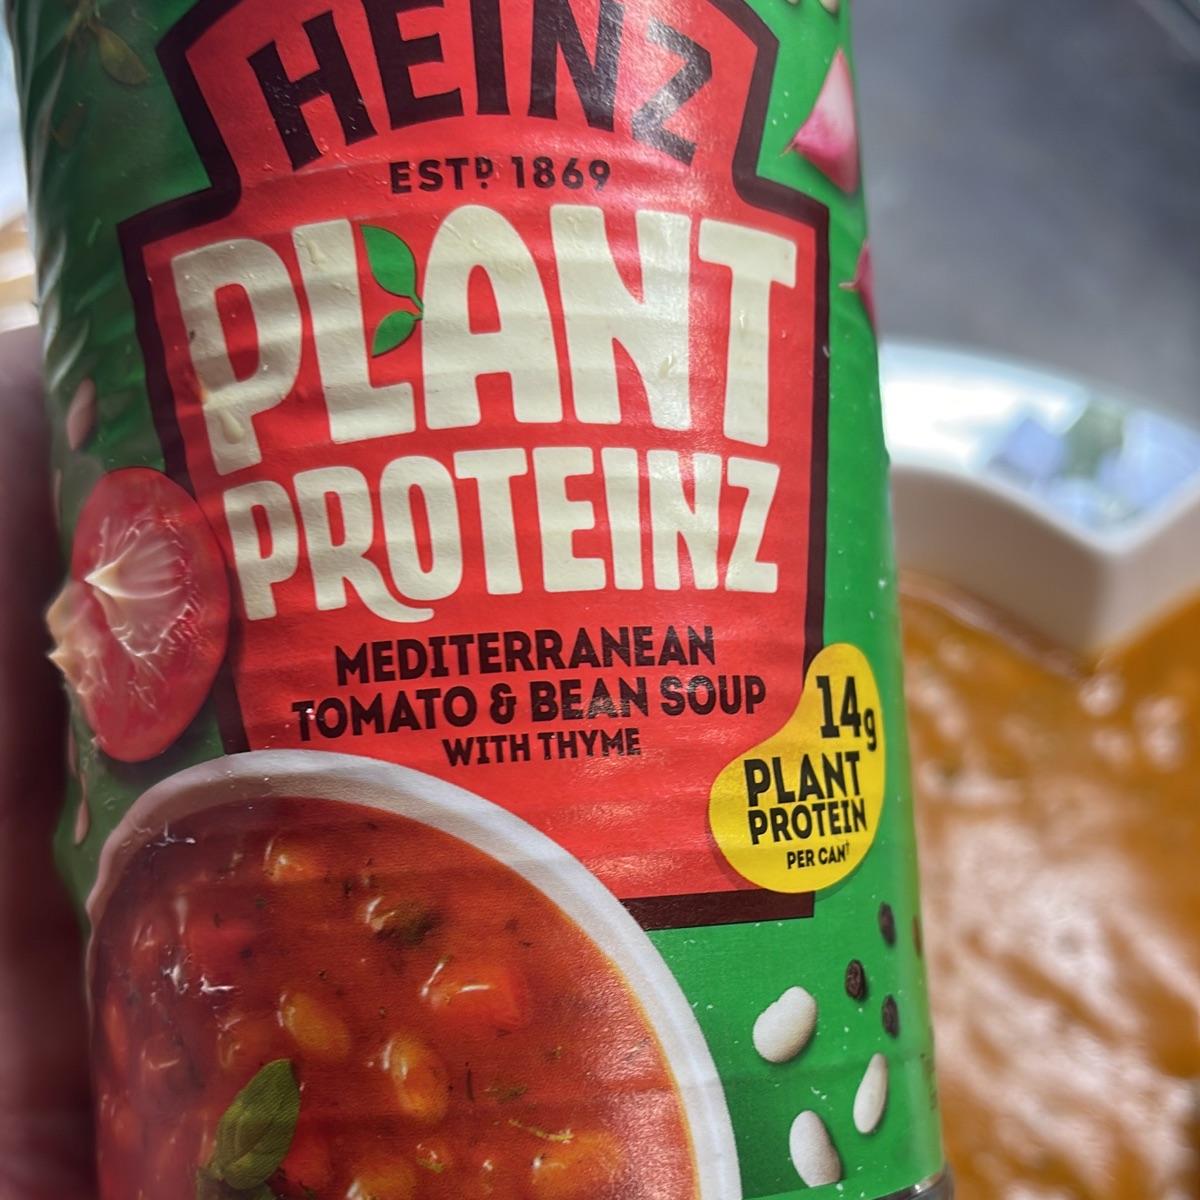 HEINZ
ESTD 1869
PLANT
PROTEINZ
MEDITERRANEAN
TOMATO & BEAN SOUP
WITH THYME
14g
PLANT
PROTEIN
PER CAN†